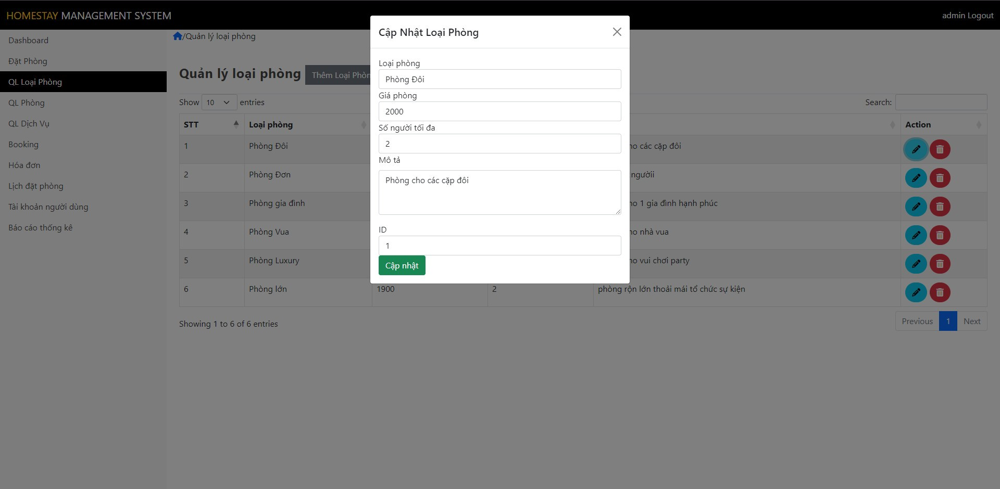 HOMESTAY MANAGEMENT SYSTEM
admin Logout
Dashboard
Đặt Phòng
QL Loại Phòng
QL Phòng
QL Dịch Vụ
Booking
Hóa đơn
Lịch đặt phòng
Tài khoản người dùng
Báo cáo thống kê
/Quản lý loại phòng
Quản lý loại phòng Thêm Loại Phòn
Show 10 entries
Search:
STT Loại phòng Action
1 Phòng Đôi ho các cặp đôi
2 Phòng Đơn ngườii
3 Phòng gia đình ho 1 gia đình hạnh phúc
4 Phòng Vua ho nhà vua
5 Phòng Luxury ho vui chơi party
6 Phòng lớn 1900 2 phòng rộn lớn thoải mái tổ chức sự kiện
Showing 1 to 6 of 6 entries
Previous 1 Next
Cập Nhật Loại Phòng
Loại phòng
Phòng Đôi
Giá phòng
2000
Số người tối đa
2
Mô tả
Phòng cho các cặp đôi
ID
1
Cập nhật